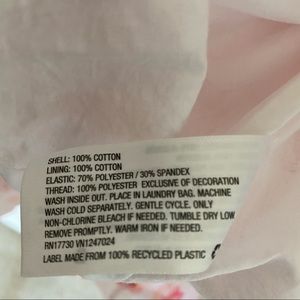 SHELL: 100% COTTON
LINING: 100% COTTON
ELASTIC: 70% POLYESTER / 30% SPANDEX
THREAD: 100% POLYESTER EXCLUSIVE OF DECORATION
WASH INSIDE OUT. PLACE IN LAUNDRY BAG. MACHINE
WASH COLD SEPARATELY. GENTLE CYCLE. ONLY
NON-CHLORINE BLEACH IF NEEDED. TUMBLE DRY LOW
REMOVE PROMPTLY. WARM IRON IF NEEDED.
RN17730 VN1247024
LABEL MADE FROM 100% RECYCLED PLASTIC